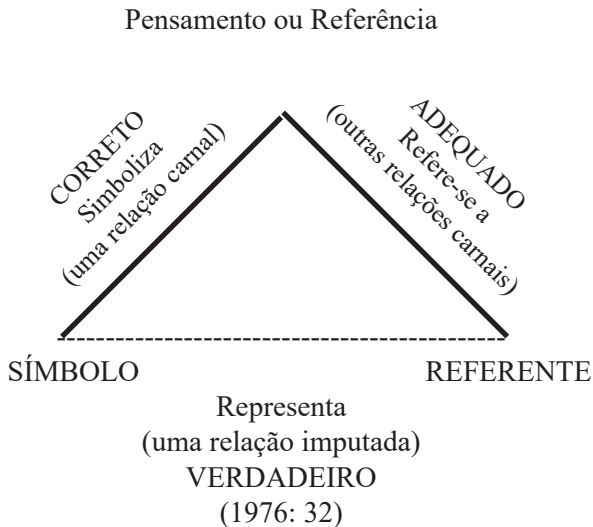 Pensamento ou Referência
CORRETO
Simboliza
(uma relação carnal)
ADEQUADO
Refere-se a
(outras relações carnais)
SÍMBOLO
REFERENTE
Representa
(uma relação imputada)
VERDADEIRO
(1976: 32)